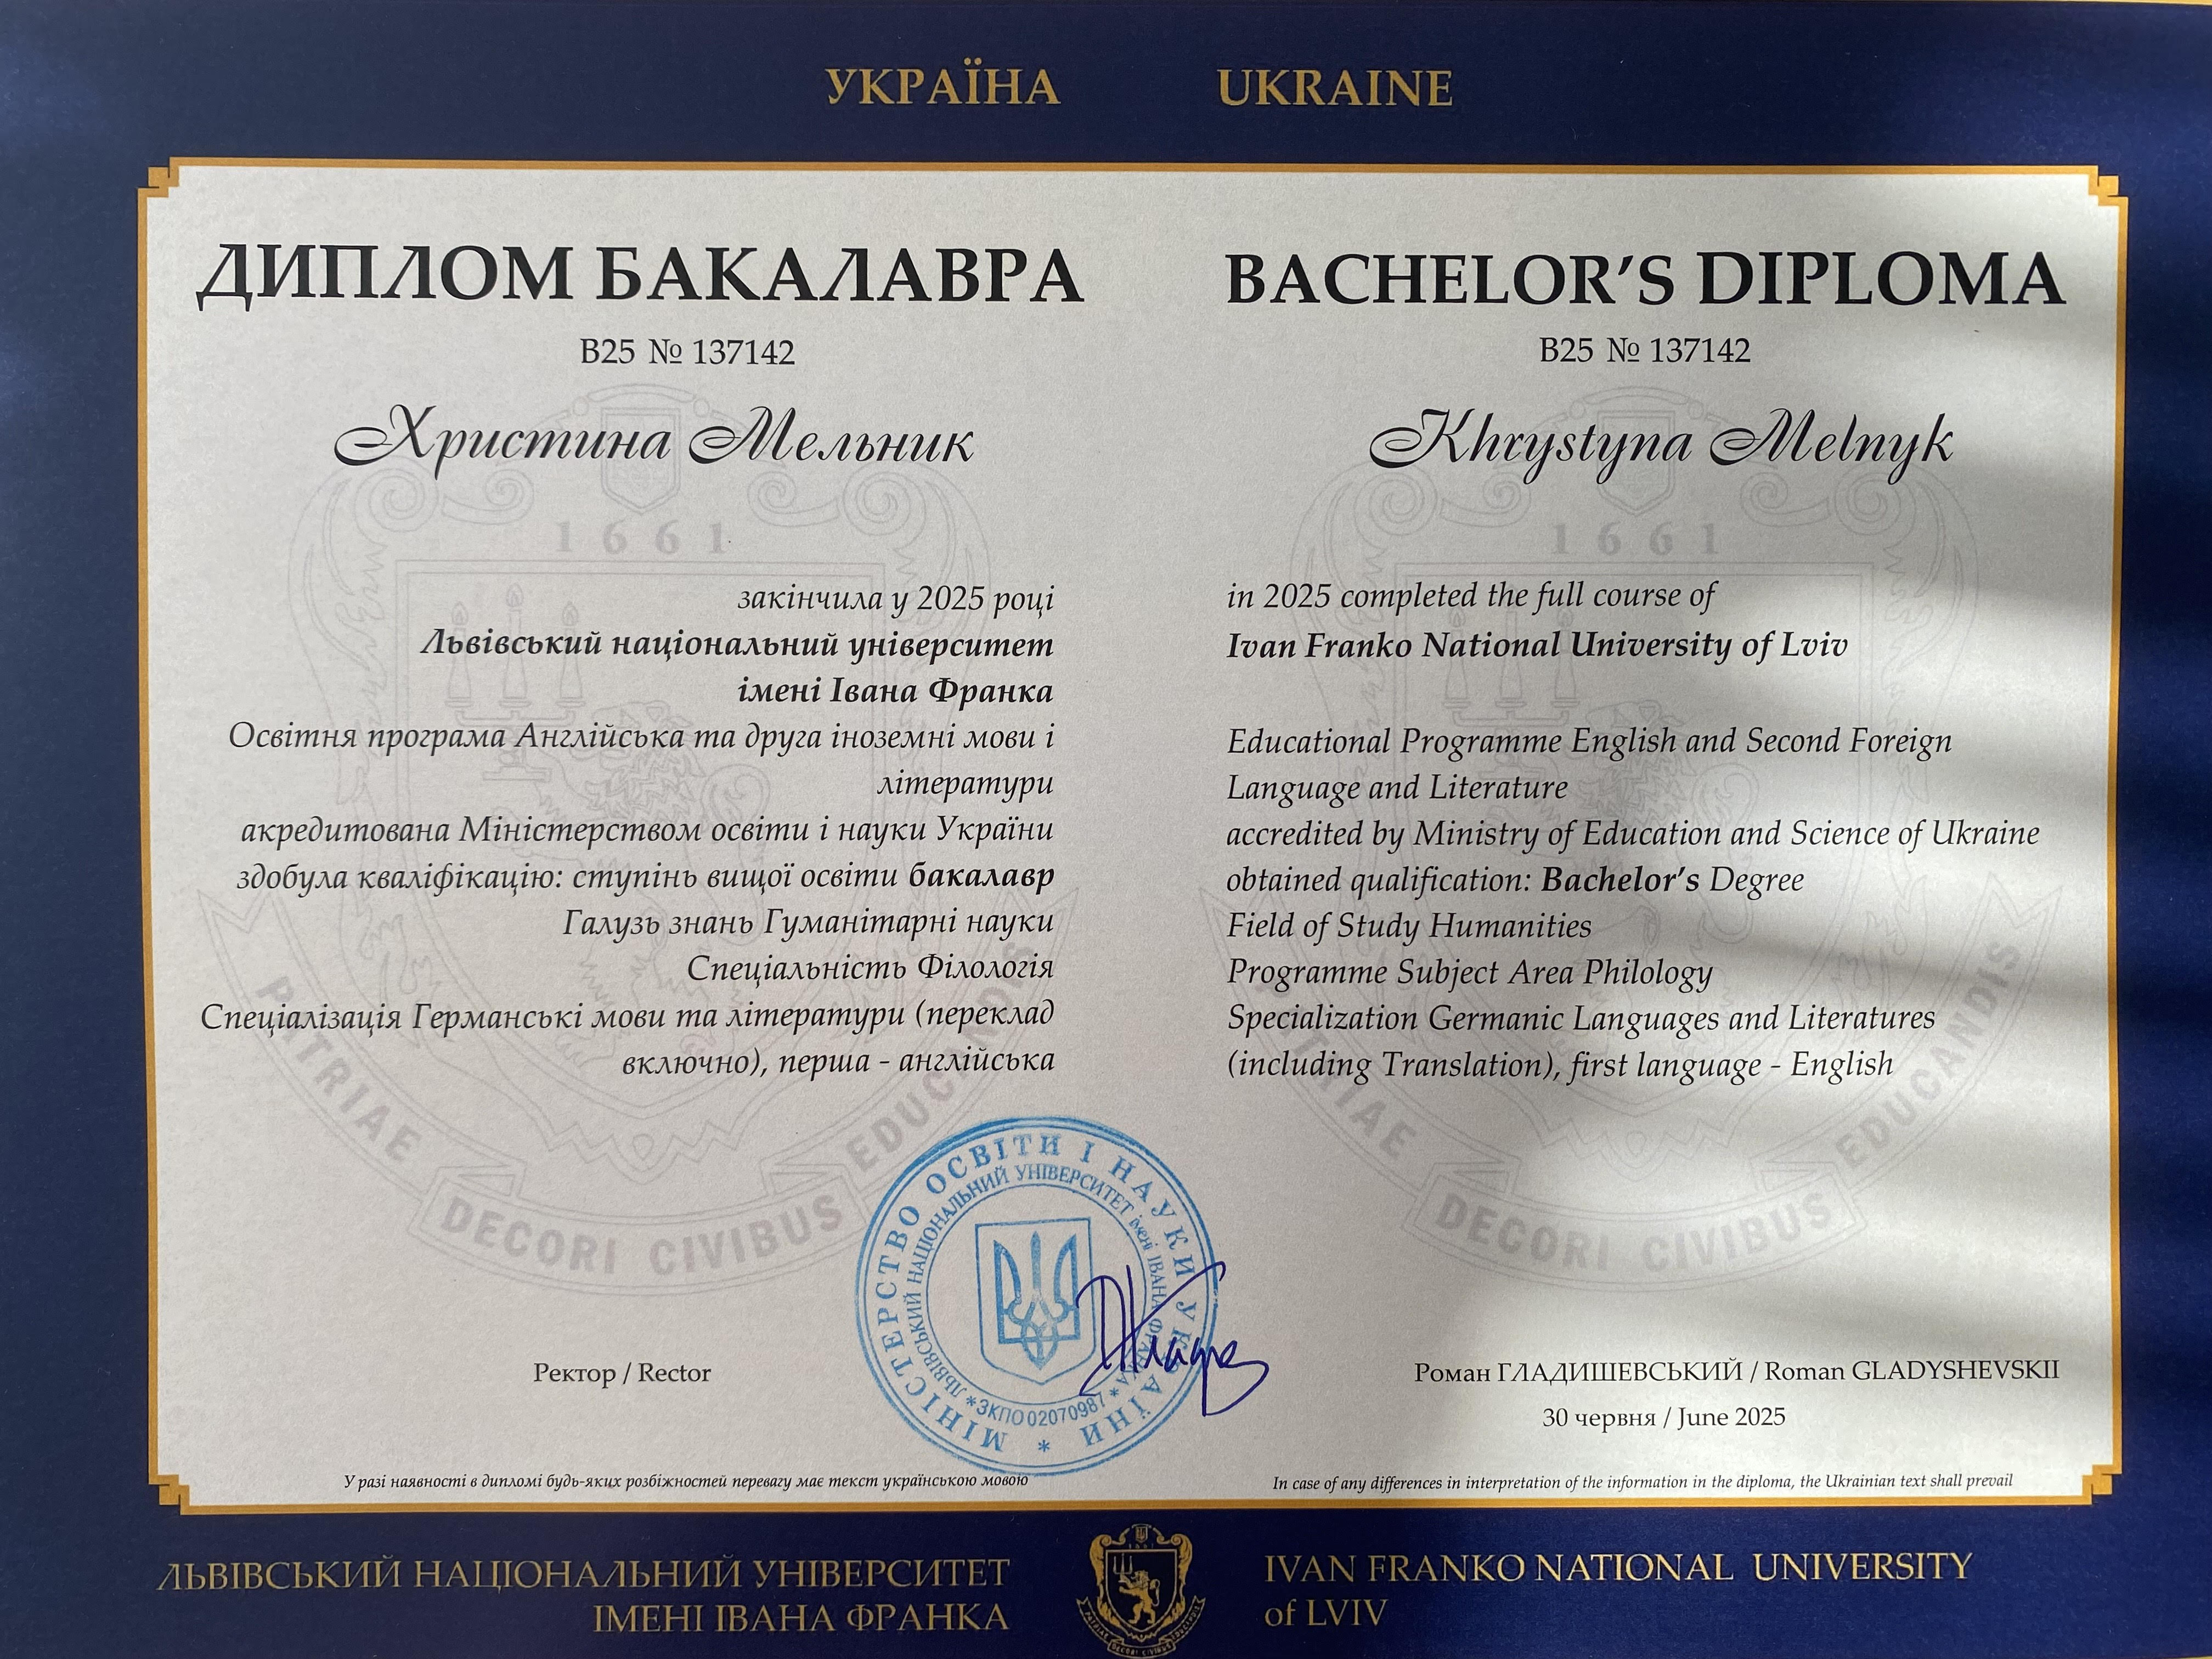 УКРАЇНА
UKRAINE
ДИПЛОМ БАКАЛАВРА
В25 № 137142
Христина Мельник
1661
закінчила у 2025 році
Львівський національний університет
імені Івана Франка
Освітня програма Англійська та друга іноземні мови і
літератури
акредитована Міністерством освіти і науки України
здобула кваліфікацію: ступінь вищої освіти бакалавр
Галузь знань Гуманітарні науки
Спеціальність Філологія
Спеціалізація Германські мови та літератури (переклад
включно), перша - англійська
PATRIAE DECORI CIVIBUS EDUCANDIS
BACHELOR’S DIPLOMA
B25 № 137142
Khrystyna Melnyk
1661
in 2025 completed the full course of
Ivan Franko National University of Lviv
Educational Programme English and Second Foreign
Language and Literature
accredited by Ministry of Education and Science of Ukraine
obtained qualification: Bachelor’s Degree
Field of Study Humanities
Programme Subject Area Philology
Specialization Germanic Languages and Literatures
(including Translation), first language - English
PATRIAE DECORI CIVIBUS EDUCANDIS
МІНІСТЕРСТВО ОСВІТИ І НАУКИ УКРАЇНИ *
ЛЬВІВСЬКИЙ НАЦІОНАЛЬНИЙ УНІВЕРСИТЕТ імені ІВАНА ФРАНКА
*ЗКПО 02070987*
Ректор / Rector
Роман ГЛАДИШЕВСЬКИЙ / Roman GLADYSHEVSKII
30 червня / June 2025
У разі наявності в дипломі будь-яких розбіжностей перевагу має текст українською мовою
In case of any differences in interpretation of the information in the diploma, the Ukrainian text shall prevail
ЛЬВІВСЬКИЙ НАЦІОНАЛЬНИЙ УНІВЕРСИТЕТ
ІМЕНІ ІВАНА ФРАНКА
1661
PATRIAE DECORI CIVIBUS EDUCANDIS
IVAN FRANKO NATIONAL UNIVERSITY
of LVIV